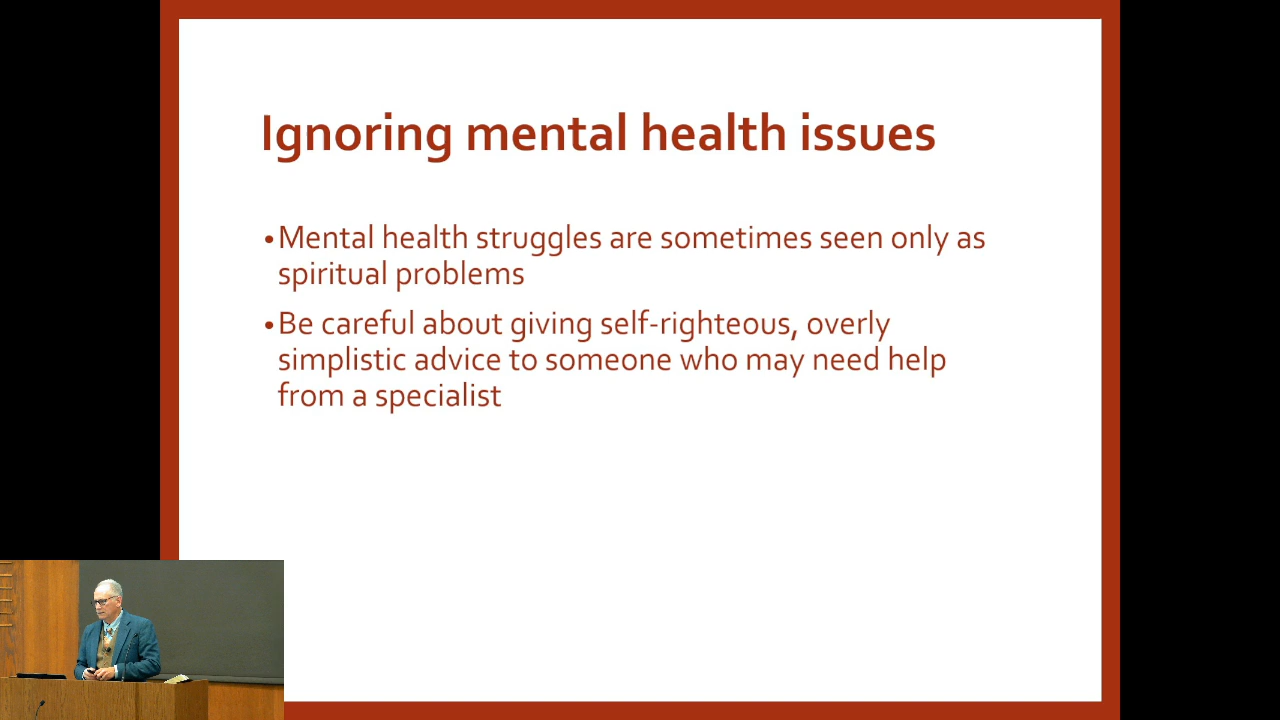 Ignoring mental health issues
•Mental health struggles are sometimes seen only as
spiritual problems
•Be careful about giving self-righteous, overly
simplistic advice to someone who may need help
from a specialist